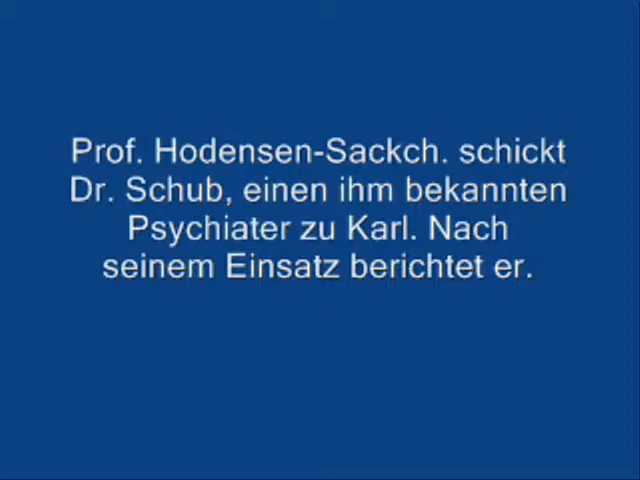 Prof. Hodensen-Sackch. schickt
Dr. Schub, einen ihm bekannten
Psychiater zu Karl. Nach
seinem Einsatz berichtet er.